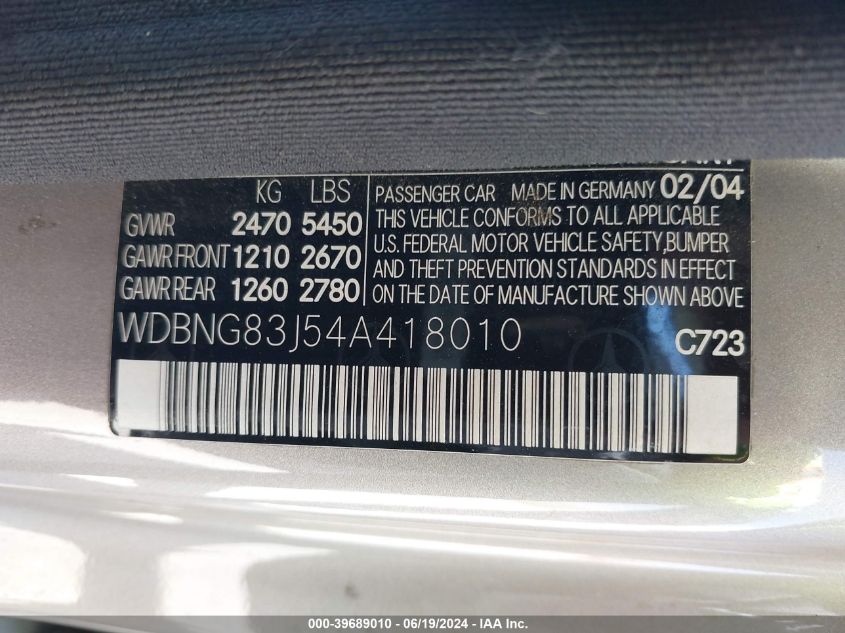 KG LBS
GVWR 2470 5450
GAWR FRONT 1210 2670
GAWR REAR 1260 2780
PASSENGER CAR MADE IN GERMANY 02/04
THIS VEHICLE CONFORMS TO ALL APPLICABLE
U.S. FEDERAL MOTOR VEHICLE SAFETY,BUMPER
AND THEFT PREVENTION STANDARDS IN EFFECT
ON THE DATE OF MANUFACTURE SHOWN ABOVE
WDBNG83J54A418010 C723
000-39689010 - 06/19/2024 - IAA Inc.